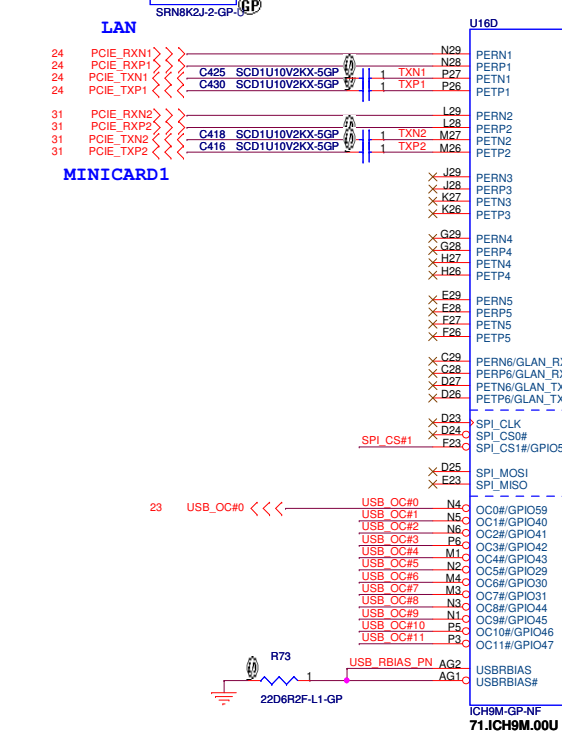 SRN8K2J-2-GP-U
GP
LAN
U16D
24 PCIE_RXN1 N29 PERN1
24 PCIE_RXP1 N28 PERP1
24 PCIE_TXN1 C425 SCD1U10V2KX-5GP 1 TXN1 P27 PETN1
24 PCIE_TXP1 C430 SCD1U10V2KX-5GP 1 TXP1 P26 PETP1
31 PCIE_RXN2 L29 PERN2
31 PCIE_RXP2 L28 PERP2
31 PCIE_TXN2 C418 SCD1U10V2KX-5GP 1 TXN2 M27 PETN2
31 PCIE_TXP2 C416 SCD1U10V2KX-5GP 1 TXP2 M26 PETP2
MINICARD1
J29 PERN3
J28 PERP3
K27 PETN3
K26 PETP3
G29 PERN4
G28 PERP4
H27 PETN4
H26 PETP4
E29 PERN5
E28 PERP5
F27 PETN5
F26 PETP5
C29 PERN6/GLAN_RX
C28 PERP6/GLAN_RX
D27 PETN6/GLAN_TX
D26 PETP6/GLAN_TX
D23 SPI_CLK
D24 SPI_CS0#
SPI_CS#1 F23 SPI_CS1#/GPIO5
D25 SPI_MOSI
E23 SPI_MISO
23 USB_OC#0 USB_OC#0 N4 OC0#/GPIO59
USB_OC#1 N5 OC1#/GPIO40
USB_OC#2 N6 OC2#/GPIO41
USB_OC#3 P6 OC3#/GPIO42
USB_OC#4 M1 OC4#/GPIO43
USB_OC#5 N2 OC5#/GPIO29
USB_OC#6 M4 OC6#/GPIO30
USB_OC#7 M3 OC7#/GPIO31
USB_OC#8 N3 OC8#/GPIO44
USB_OC#9 N1 OC9#/GPIO45
USB_OC#10 P5 OC10#/GPIO46
USB_OC#11 P3 OC11#/GPIO47
R73 USB_RBIAS_PN AG2 USBRBIAS
1 AG1 USBRBIAS#
22D6R2F-L1-GP
ICH9M-GP-NF
71.ICH9M.00U